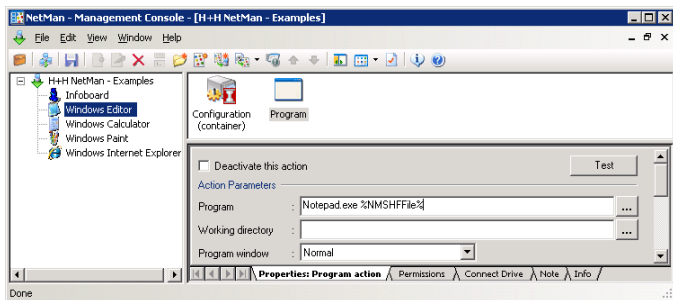 NetMan - Management Console - [H+H NetMan - Examples]
File Edit View Window Help
H+H NetMan - Examples
Infoboard
Windows Editor
Windows Calculator
Windows Paint
Windows Internet Explorer
Configuration
(container)
Program
Deactivate this action
Test
Action Parameters
Program : Notepad.exe %NMSHFFile%
...
Working directory :
...
Program window : Normal
Properties: Program action
Permissions
Connect Drive
Note
Info
Done